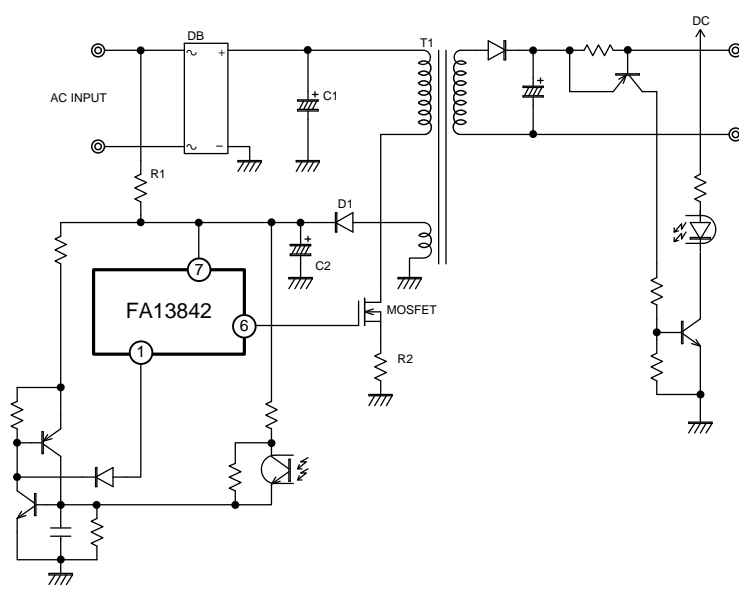 DC
DB
T1
+
+
C1
+
AC INPUT
−
R1
D1
+
C2
7
FA13842
6
MOSFET
1
R2